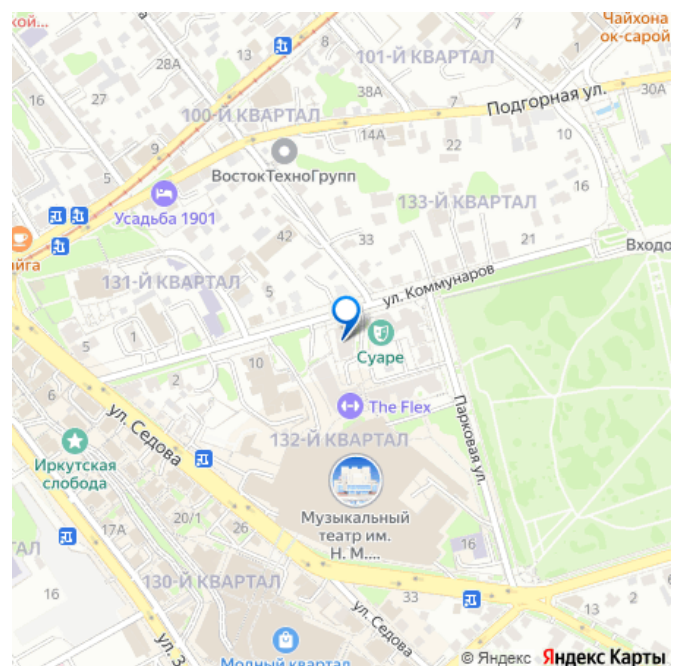 кой...
Чайхона
ок-сарой
8
101-Й КВАРТАЛ
28А
38
7
16
27
100-Й КВАРТАЛ
Подгорная ул.
30А
14А
9
22
10
5
ВостокТехноГрупп
Усадьба 1901
133-Й КВАРТАЛ
42
33
21
Входо
йга
131-Й КВАРТАЛ
5
ул. Коммунаров
5
1
2
10
Суаре
6
The Flex
ул. Седова
132-Й КВАРТАЛ
Парковая ул.
Иркутская
слобода
Музыкальный
театр им.
Н. М....
17А
20/1
26
АЛ
16
130-Й КВАРТАЛ
16
33
13
2
ул. Седова
ул. З
Модный квартал
© Яндекс Яндекс Карты